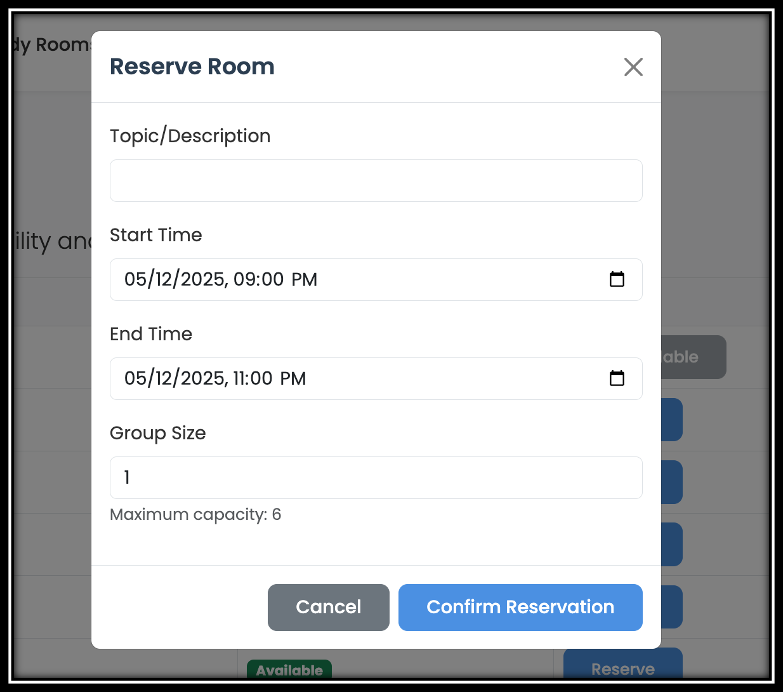 dy Rooms
Reserve Room
Topic/Description
Start Time
05/12/2025, 09:00 PM
End Time
05/12/2025, 11:00 PM
Group Size
1
Maximum capacity: 6
Cancel
Confirm Reservation
ility and
able
Available
Reserve